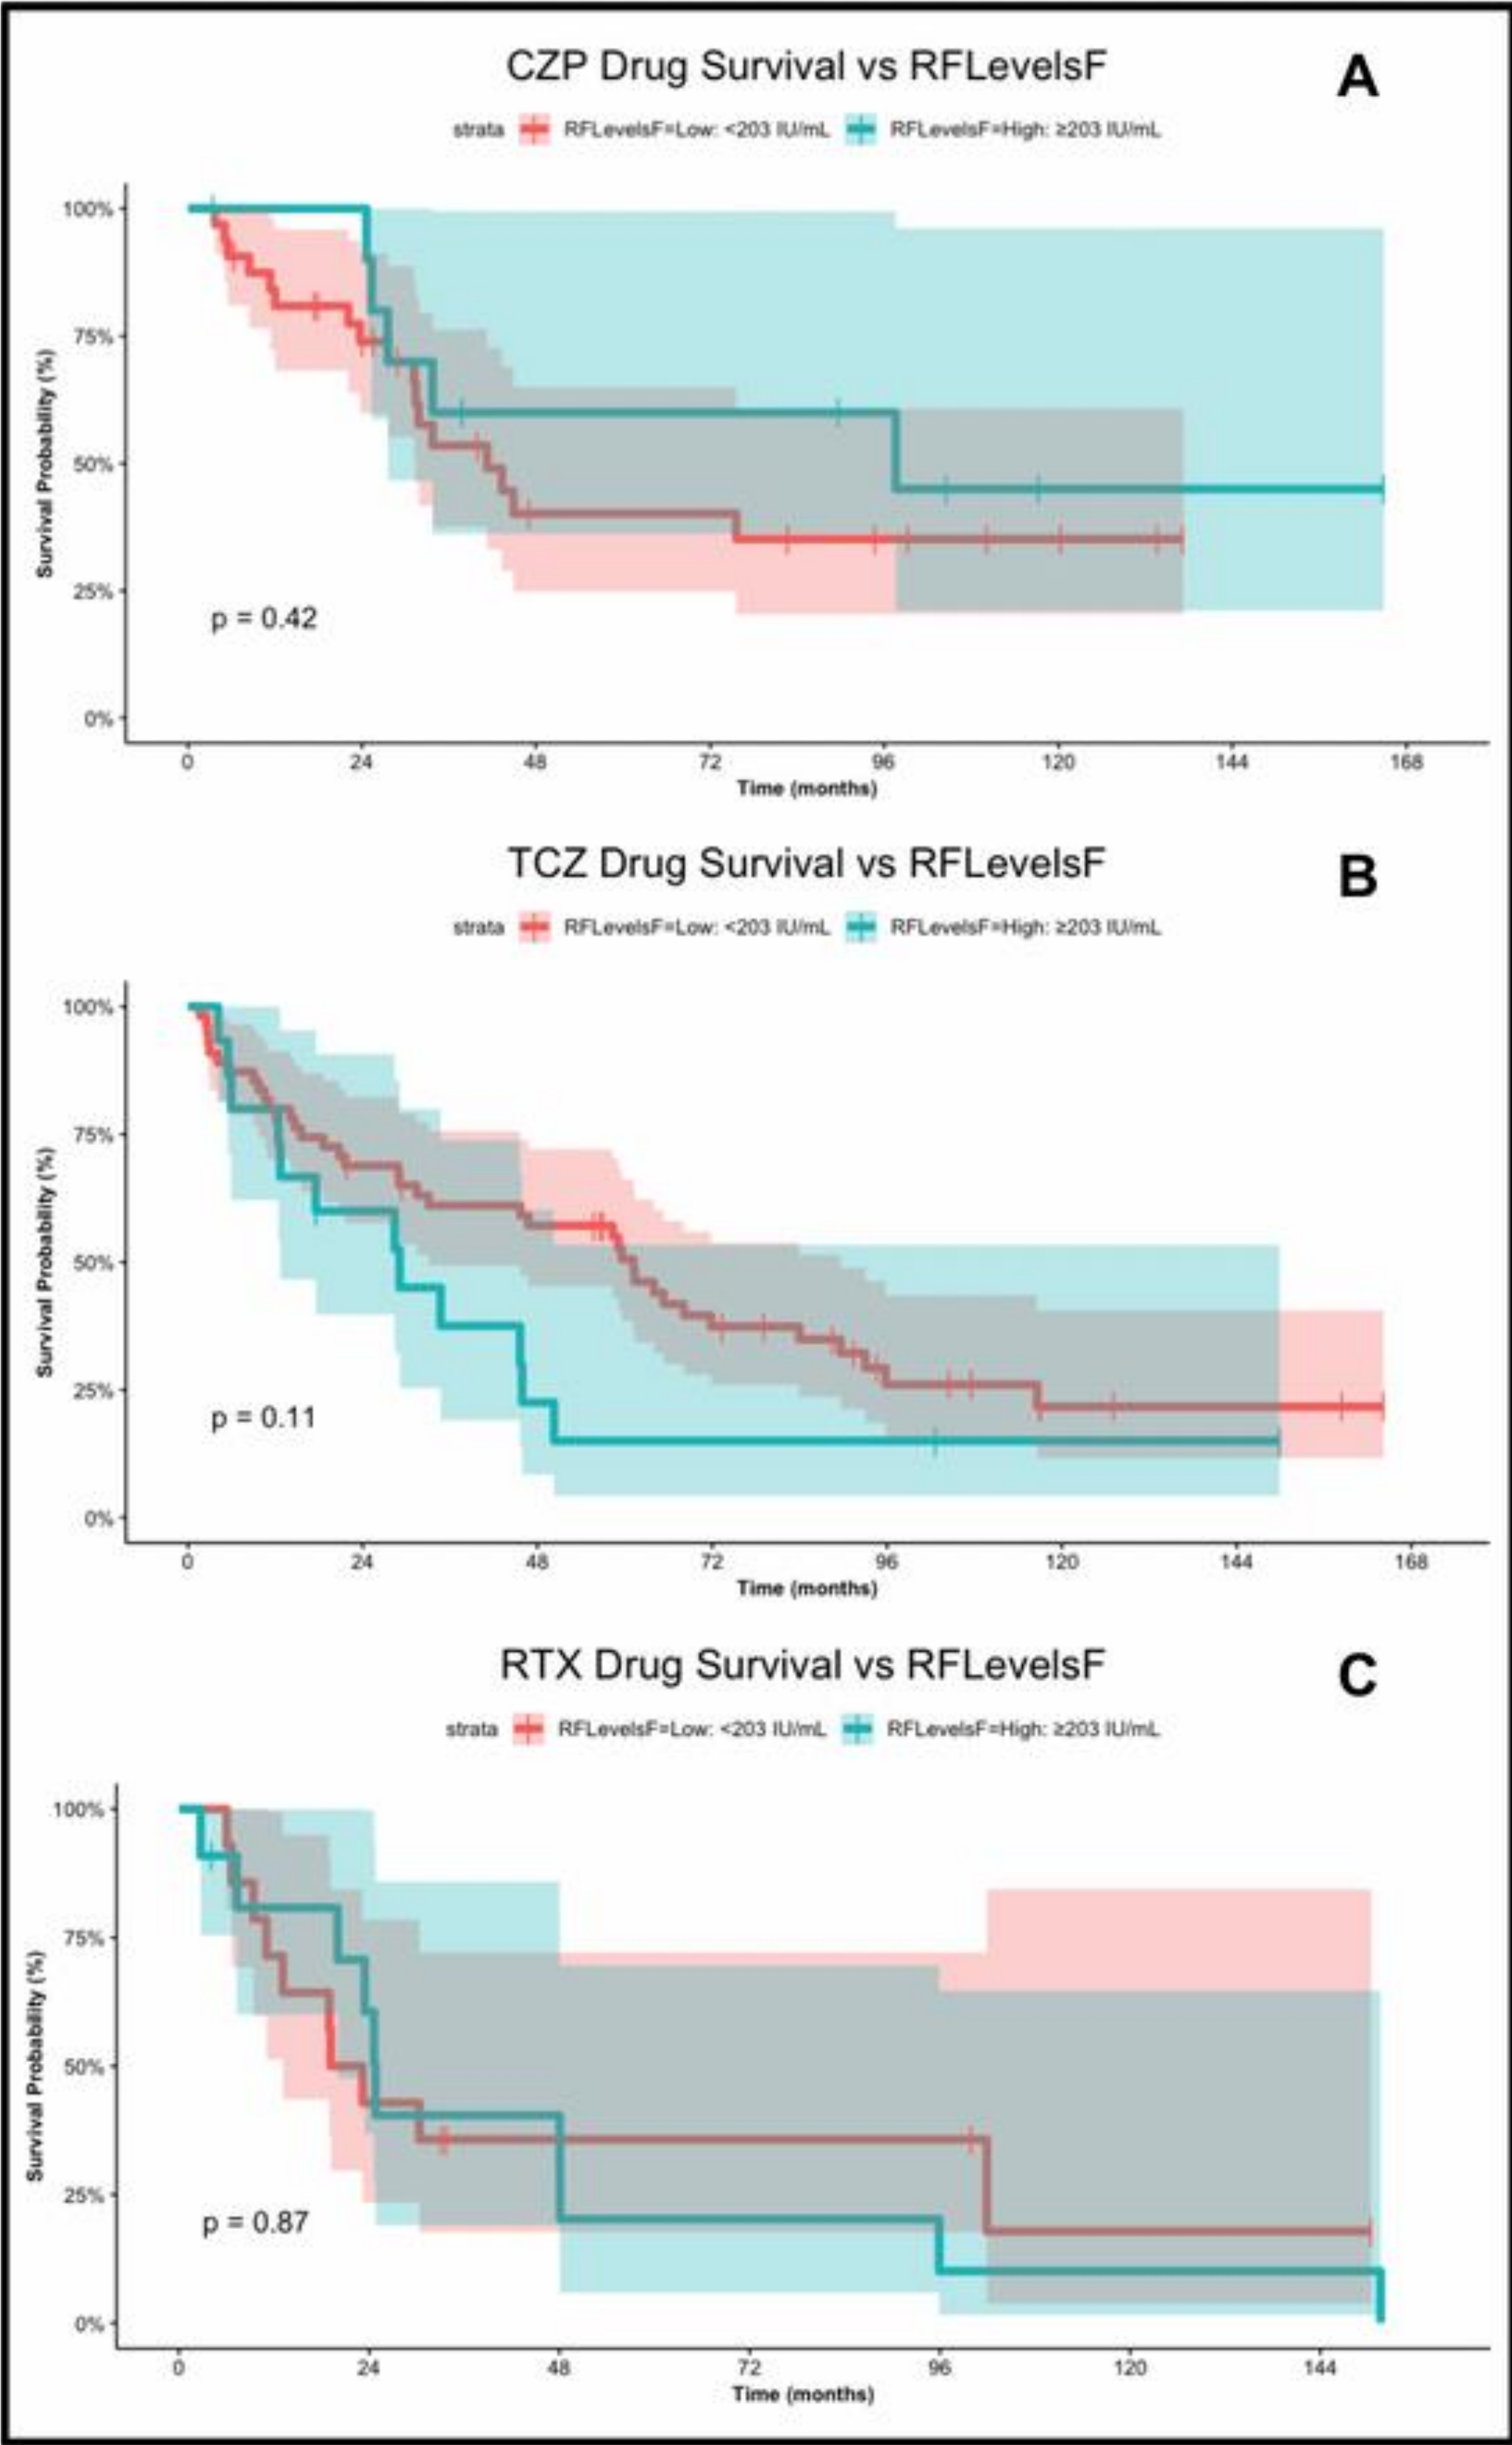 CZP Drug Survival vs RFLevelsF
A
strata RFLevelsF=Low: <203 IU/mL RFLevelsF=High: ≥203 IU/mL
Survival Probability (%)
100%
75%
50%
25%
0%
p = 0.42
0 24 48 72 96 120 144 168
Time (months)
TCZ Drug Survival vs RFLevelsF
B
strata RFLevelsF=Low: <203 IU/mL RFLevelsF=High: ≥203 IU/mL
Survival Probability (%)
100%
75%
50%
25%
0%
p = 0.11
0 24 48 72 96 120 144 168
Time (months)
RTX Drug Survival vs RFLevelsF
C
strata RFLevelsF=Low: <203 IU/mL RFLevelsF=High: ≥203 IU/mL
Survival Probability (%)
100%
75%
50%
25%
0%
p = 0.87
0 24 48 72 96 120 144
Time (months)